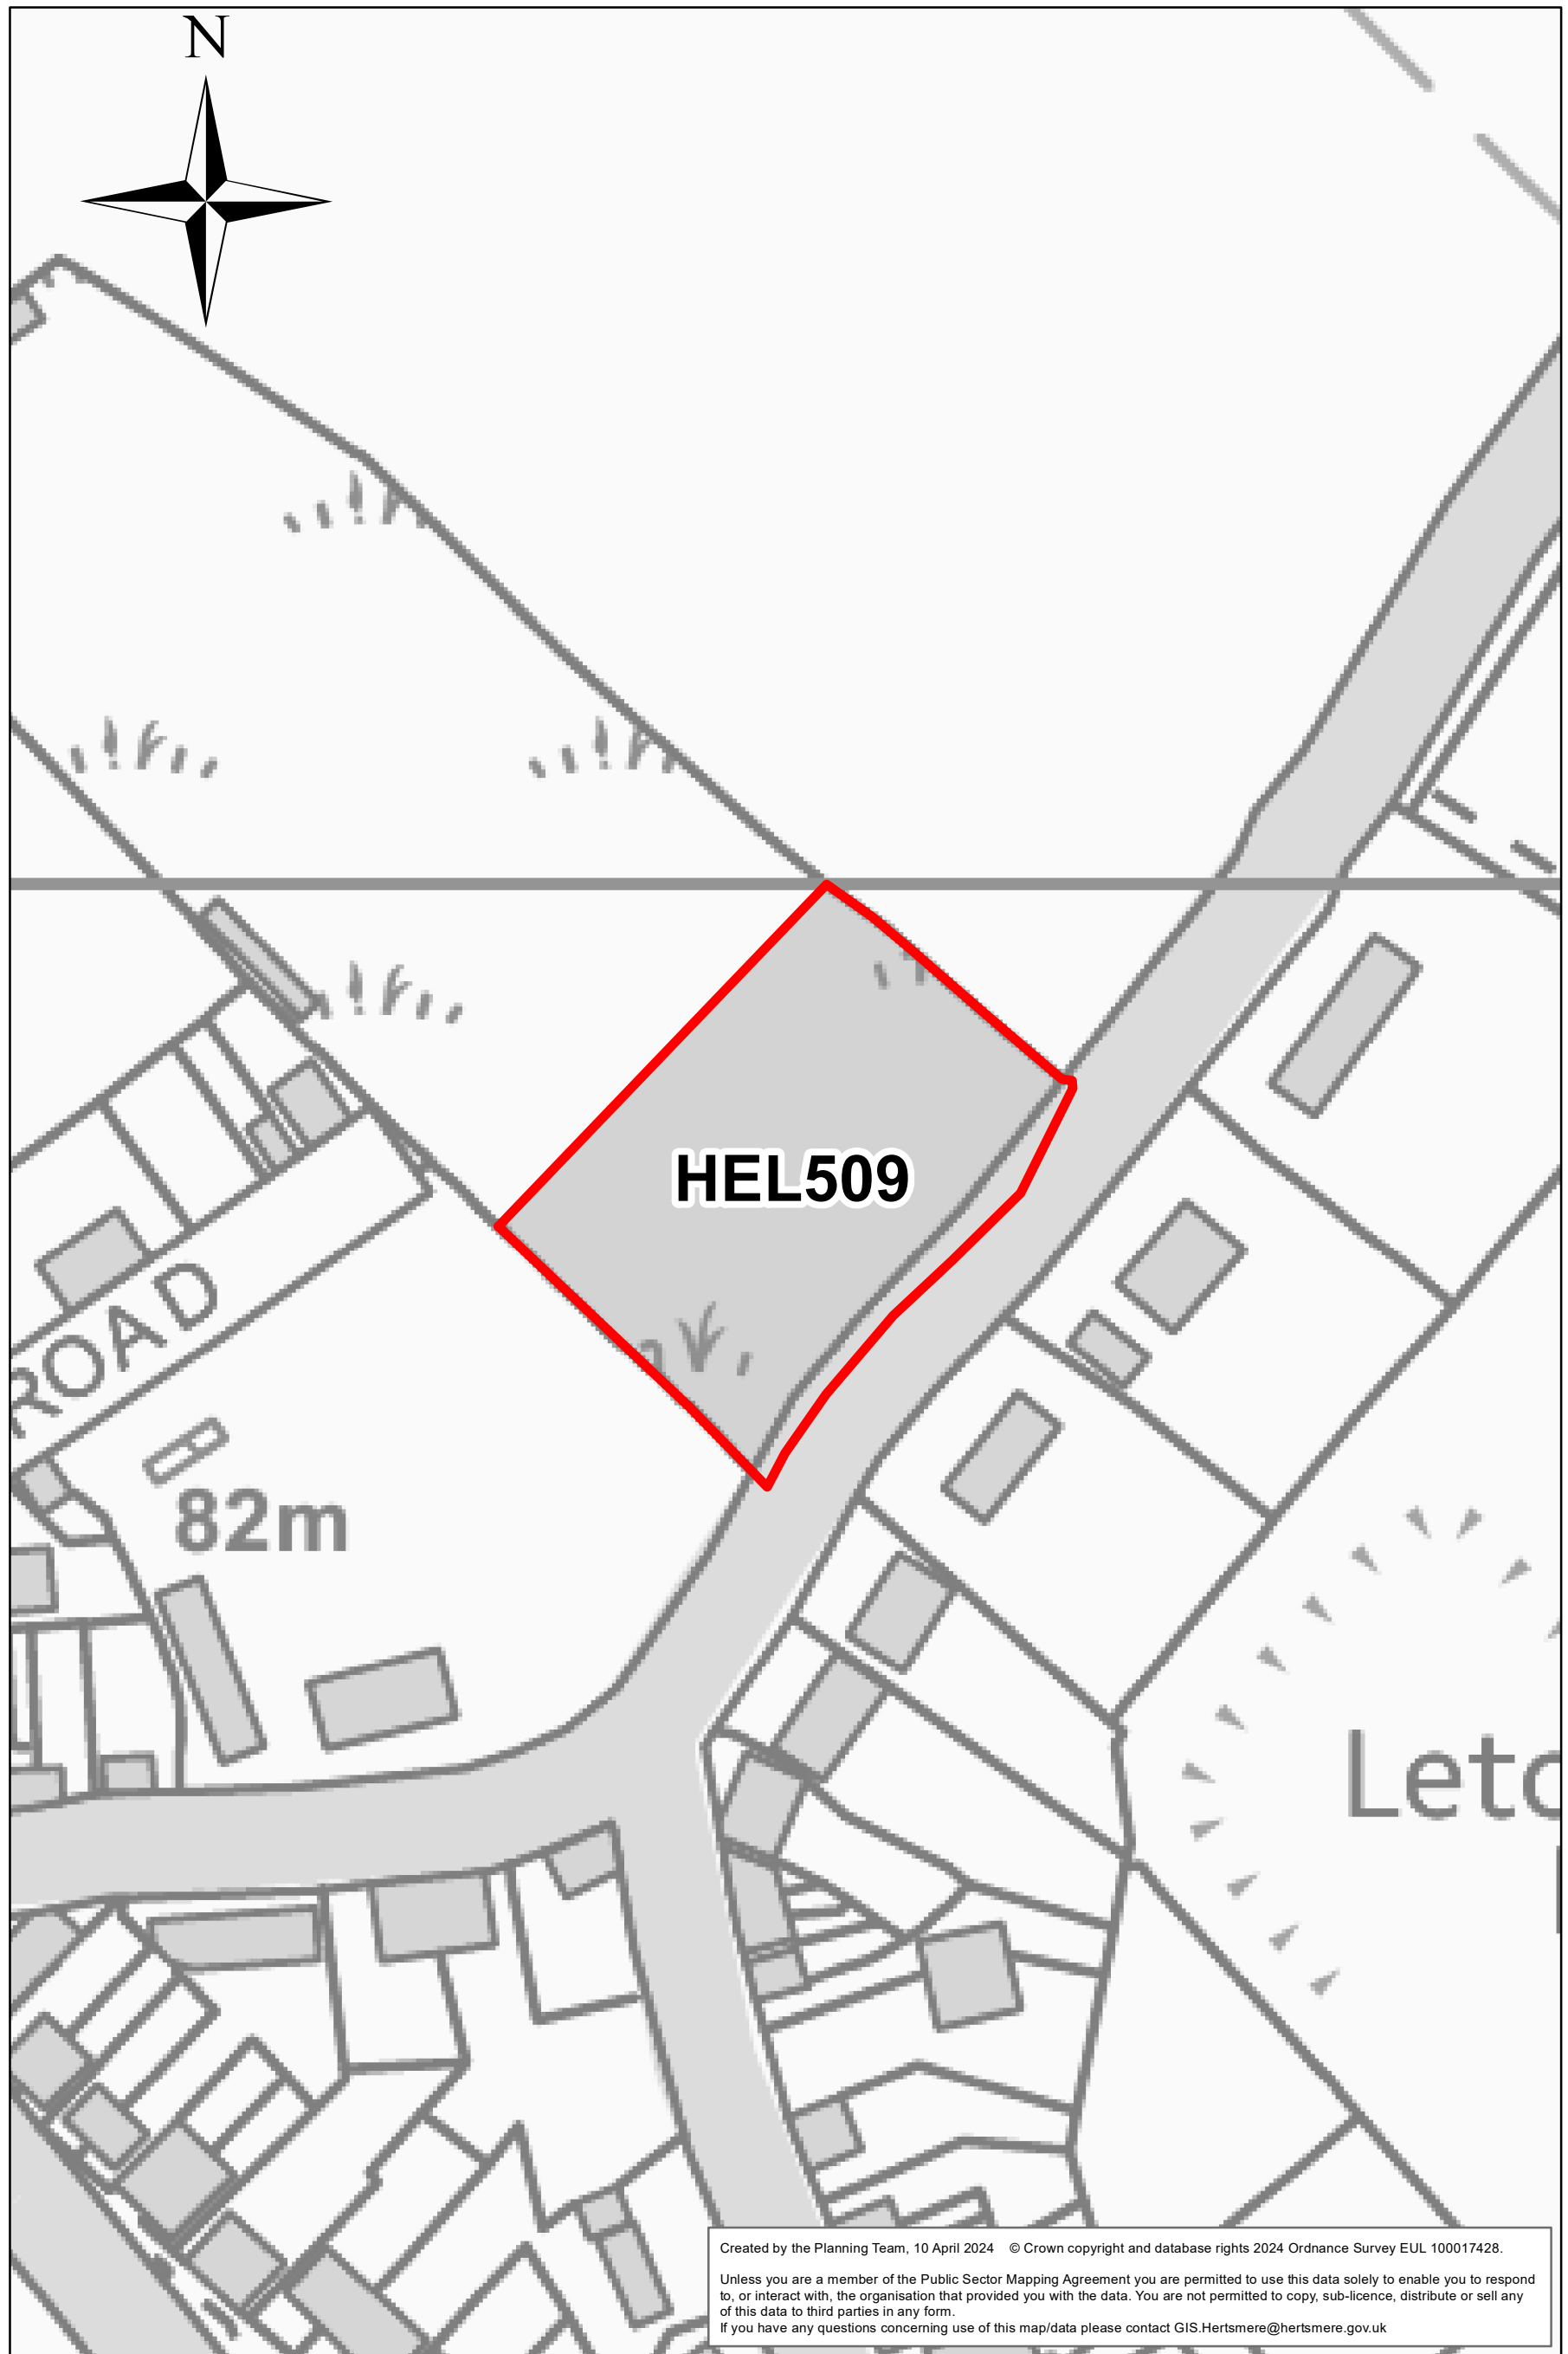 N
HEL509
ROAD
82m
Created by the Planning Team, 10 April 2024 © Crown copyright and database rights 2024 Ordnance Survey EUL 100017428.
Unless you are a member of the Public Sector Mapping Agreement you are permitted to use this data solely to enable you to respond
to, or interact with, the organisation that provided you with the data. You are not permitted to copy, sub-licence, distribute or sell any
of this data to third parties in any form.
If you have any questions concerning use of this map/data please contact GIS.Hertsmere@hertsmere.gov.uk